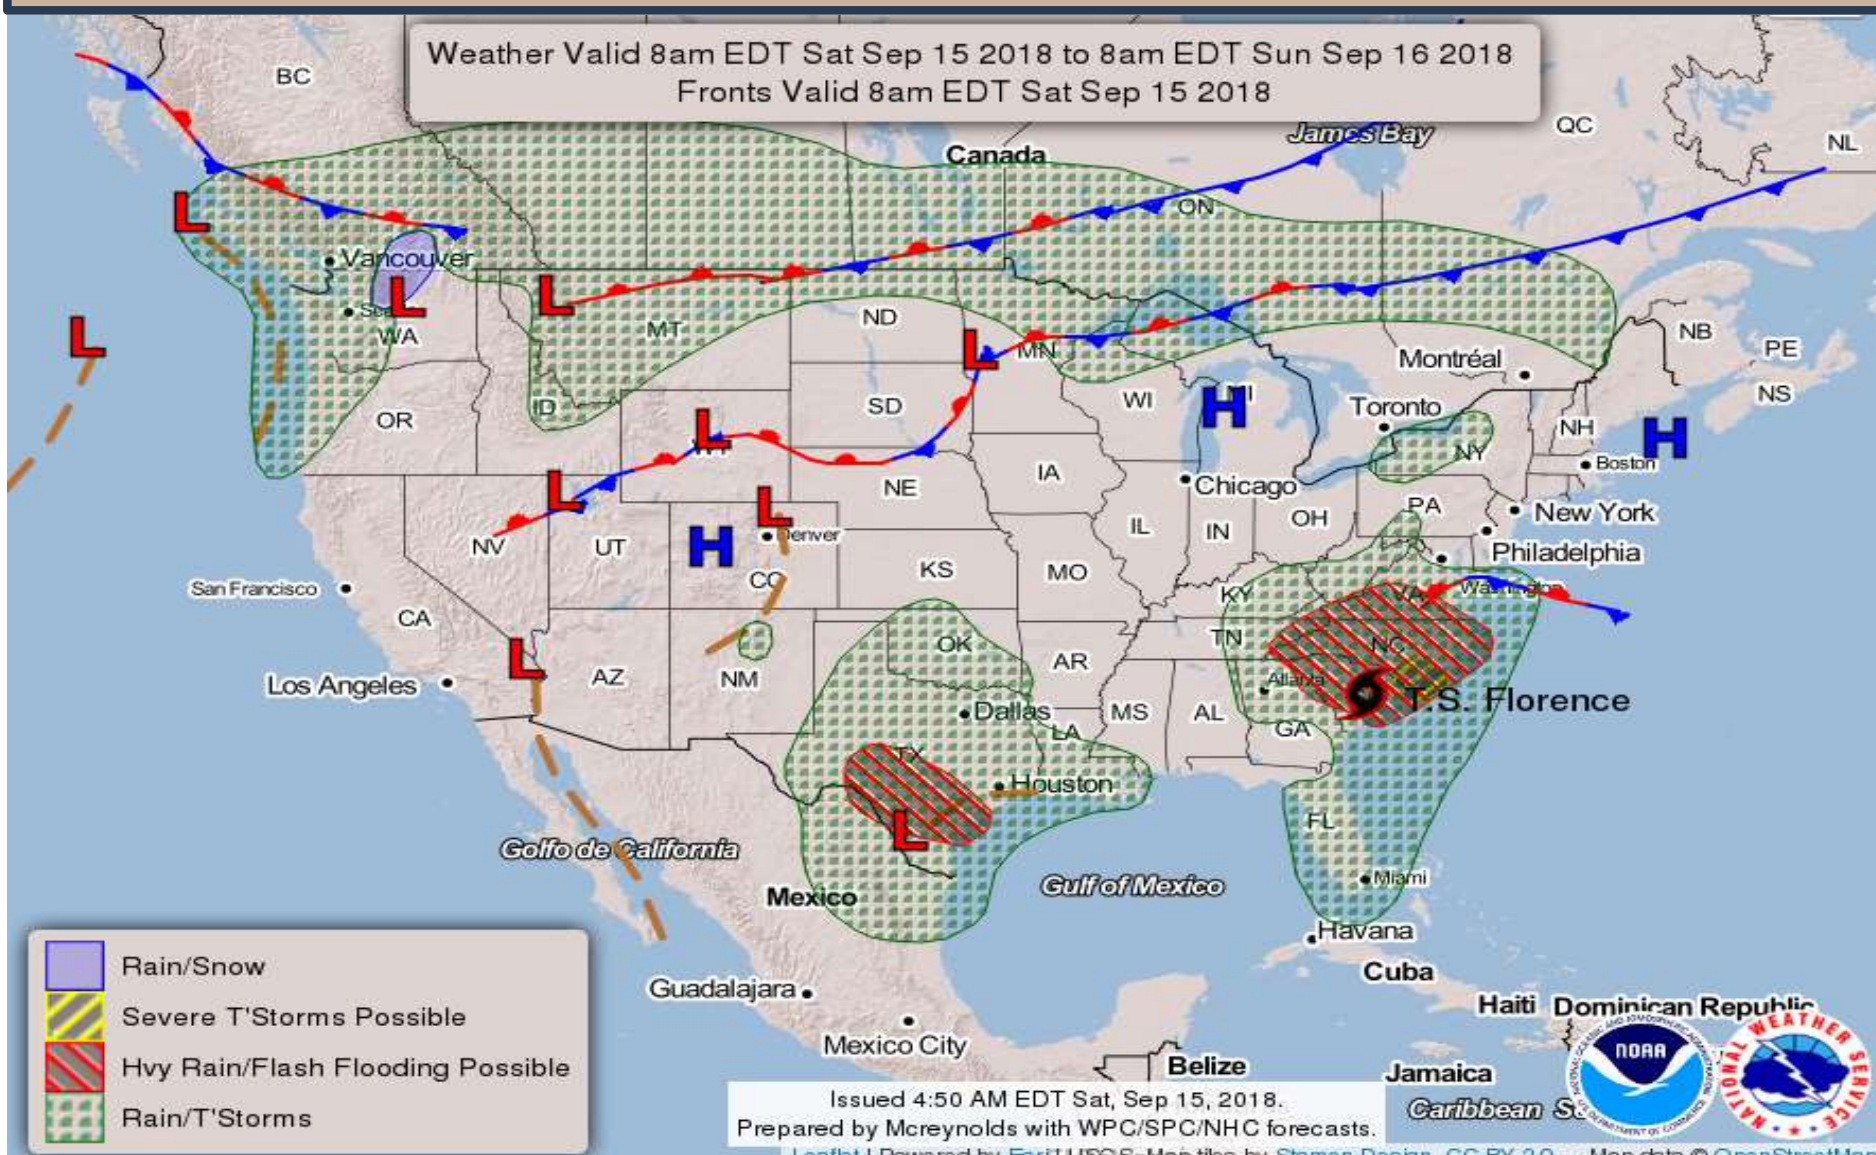 Weather Valid 8am EDT Sat Sep 15 2018 to 8am EDT Sun Sep 16 2018
Fronts Valid 8am EDT Sat Sep 15 2018
BC
QC
NL
James Bay
Canada
ON
L
Vancouver
L
L
L
WA
MT
ND
L
MN
NB
PE
Montréal
NS
OR
ID
SD
L
WI
H
Toronto
NH
H
NY
Boston
IA
Chicago
NE
L
L
PA
New York
NV
UT
H
Denver
IL
IN
OH
Philadelphia
San Francisco
CO
KS
MO
KY
VA
Washington
CA
TN
NC
OK
L
AZ
NM
AR
Los Angeles
Atlanta
T.S. Florence
Dallas
MS
AL
GA
LA
TX
Houston
FL
L
Golfo de California
Gulf of Mexico
Miami
Mexico
Havana
Cuba
Guadalajara
Haiti
Dominican Republic
Mexico City
Belize
Jamaica
Caribbean
Rain/Snow
Severe T'Storms Possible
Hvy Rain/Flash Flooding Possible
Rain/T'Storms
Issued 4:50 AM EDT Sat, Sep 15, 2018.
Prepared by Mcreynolds with WPC/SPC/NHC forecasts.
NOAA
NATIONAL WEATHER SERVICE